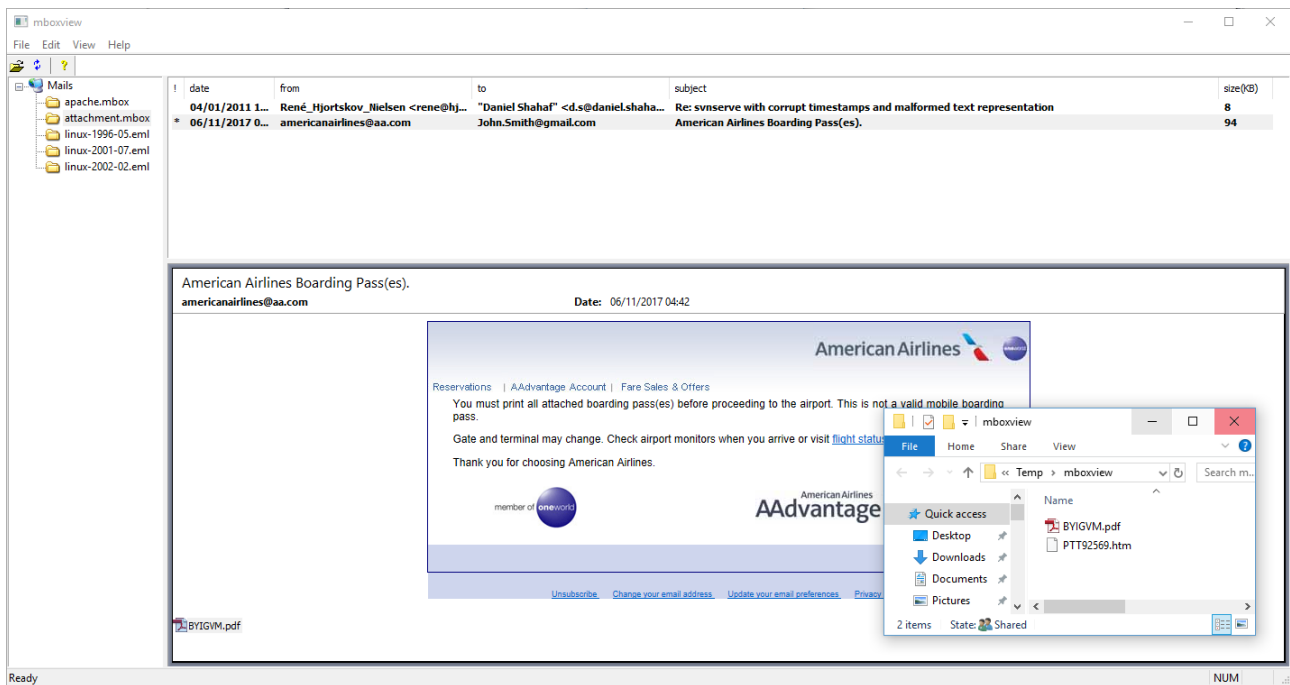 mboxview
File Edit View Help
Mails
apache.mbox
attachment.mbox
linux-1996-05.eml
linux-2001-07.eml
linux-2002-02.eml
! date from to subject size(KB)
04/01/2011 1... René_Hjortskov_Nielsen <rene@hj... "Daniel Shahaf" <d.s@daniel.shaha... Re: svnserve with corrupt timestamps and malformed text representation 8
* 06/11/2017 0... americanairlines@aa.com John.Smith@gmail.com American Airlines Boarding Pass(es). 94
American Airlines Boarding Pass(es).
americanairlines@aa.com Date: 06/11/2017 04:42
American Airlines oneworld
Reservations | AAdvantage Account | Fare Sales & Offers
You must print all attached boarding pass(es) before proceeding to the airport. This is not a valid mobile boarding
pass.
Gate and terminal may change. Check airport monitors when you arrive or visit flight status
Thank you for choosing American Airlines.
member of oneworld
American Airlines
AAdvantage
Unsubscribe Change your email address Update your email preferences Privacy
BYIGVM.pdf
mboxview
File Home Share View
« Temp > mboxview Search m...
Quick access
Desktop
Downloads
Documents
Pictures
Name
BYIGVM.pdf
PTT92569.htm
2 items State: Shared
Ready NUM